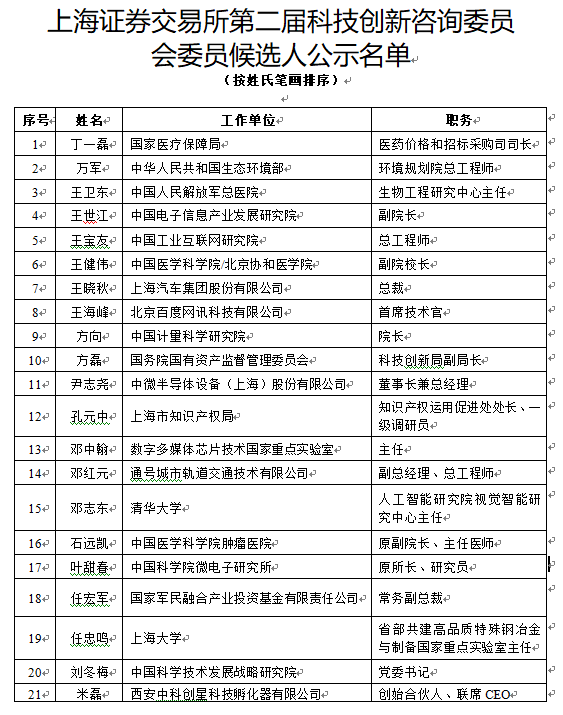 上海证券交易所第二届科技创新咨询委员
会委员候选人公示名单
（按姓氏笔画排序）
序号 姓名 工作单位 职务
1 丁一磊 国家医疗保障局 医药价格和招标采购司司长
2 万军 中华人民共和国生态环境部 环境规划院总工程师
3 王卫东 中国人民解放军总医院 生物工程研究中心主任
4 王世江 中国电子信息产业发展研究院 副院长
5 王宝友 中国工业互联网研究院 总工程师
6 王健伟 中国医学科学院/北京协和医学院 副院校长
7 王晓秋 上海汽车集团股份有限公司 总裁
8 王海峰 北京百度网讯科技有限公司 首席技术官
9 方向 中国计量科学研究院 院长
10 方磊 国务院国有资产监督管理委员会 科技创新局副局长
11 尹志尧 中微半导体设备（上海）股份有限公司 董事长兼总经理
12 孔元中 上海市知识产权局 知识产权运用促进处处长、一
级调研员
13 邓中翰 数字多媒体芯片技术国家重点实验室 主任
14 邓红元 通号城市轨道交通技术有限公司 副总经理、总工程师
15 邓志东 清华大学 人工智能研究院视觉智能研
究中心主任
16 石远凯 中国医学科学院肿瘤医院 原副院长、主任医师
17 叶甜春 中国科学院微电子研究所 原所长、研究员
18 任宏军 国家军民融合产业投资基金有限责任公司 常务副总裁
19 任忠鸣 上海大学 省部共建高品质特殊钢冶金
与制备国家重点实验室主任
20 刘冬梅 中国科学技术发展战略研究院 党委书记
21 米磊 西安中科创星科技孵化器有限公司 创始合伙人、联席 CEO